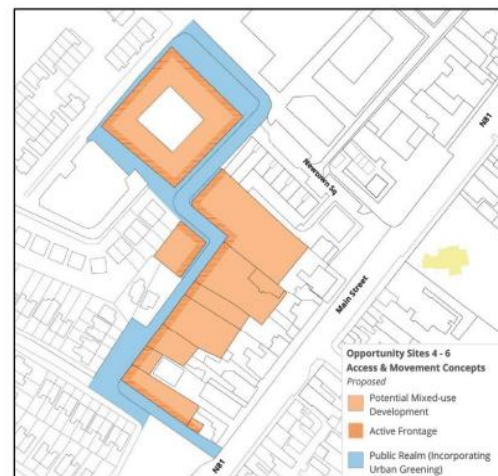 N81
Newtown Sq
Main Street
Opportunity Sites 4 - 6
Access & Movement Concepts
Proposed
Potential Mixed-use
Development
Active Frontage
Public Realm (Incorporating
Urban Greening)
N81